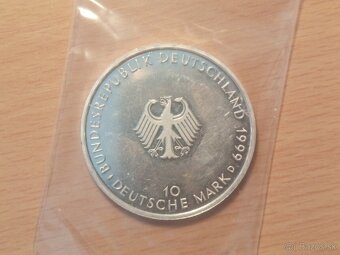 BUNDESREPUBLIK DEUTSCHLAND 1999
10
DEUTSCHE MARK D